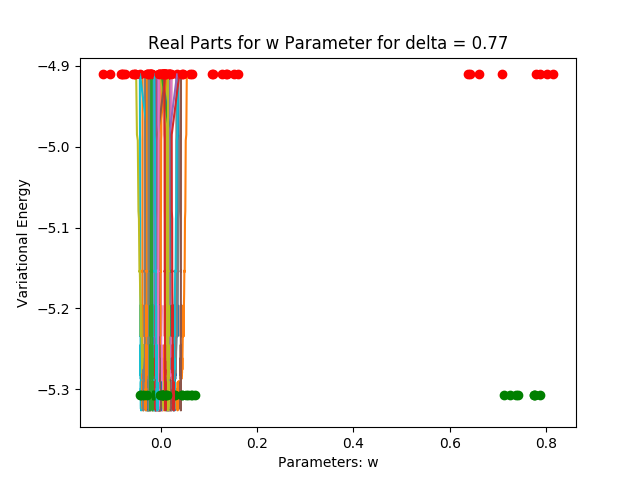 Real Parts for w Parameter for delta = 0.77
−4.9
−5.0
−5.1
−5.2
−5.3
Variational Energy
0.0 0.2 0.4 0.6 0.8
Parameters: w